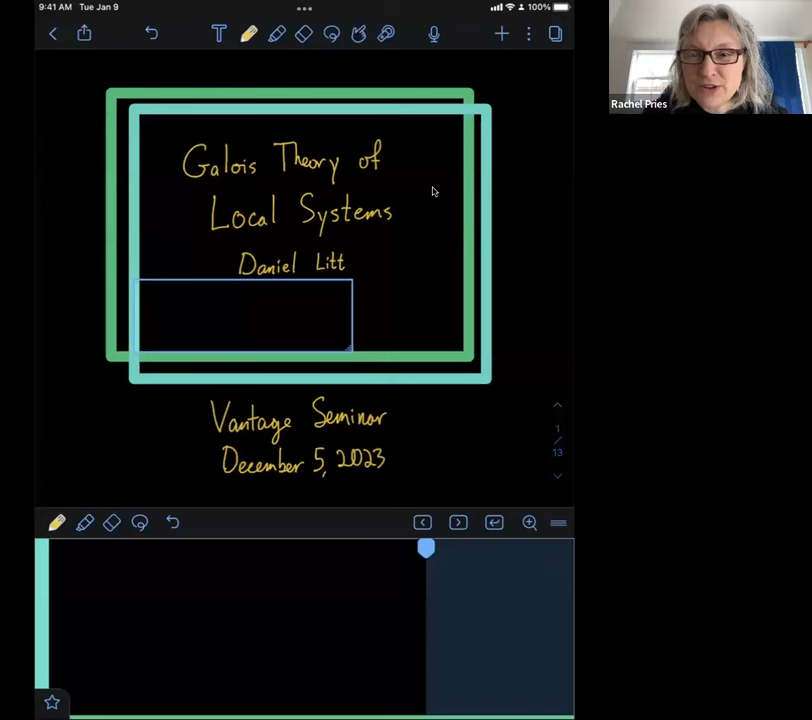 9:41 AM Tue Jan 9
100%
Rachel Pries
Galois Theory of
Local Systems
Daniel Litt
Vantage Seminar
December 5, 2023
1
/
13